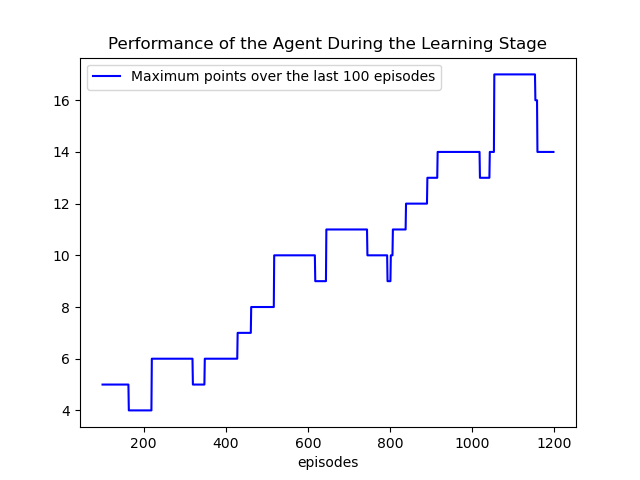 Performance of the Agent During the Learning Stage
Maximum points over the last 100 episodes
16
14
12
10
8
6
4
200 400 600 800 1000 1200
episodes